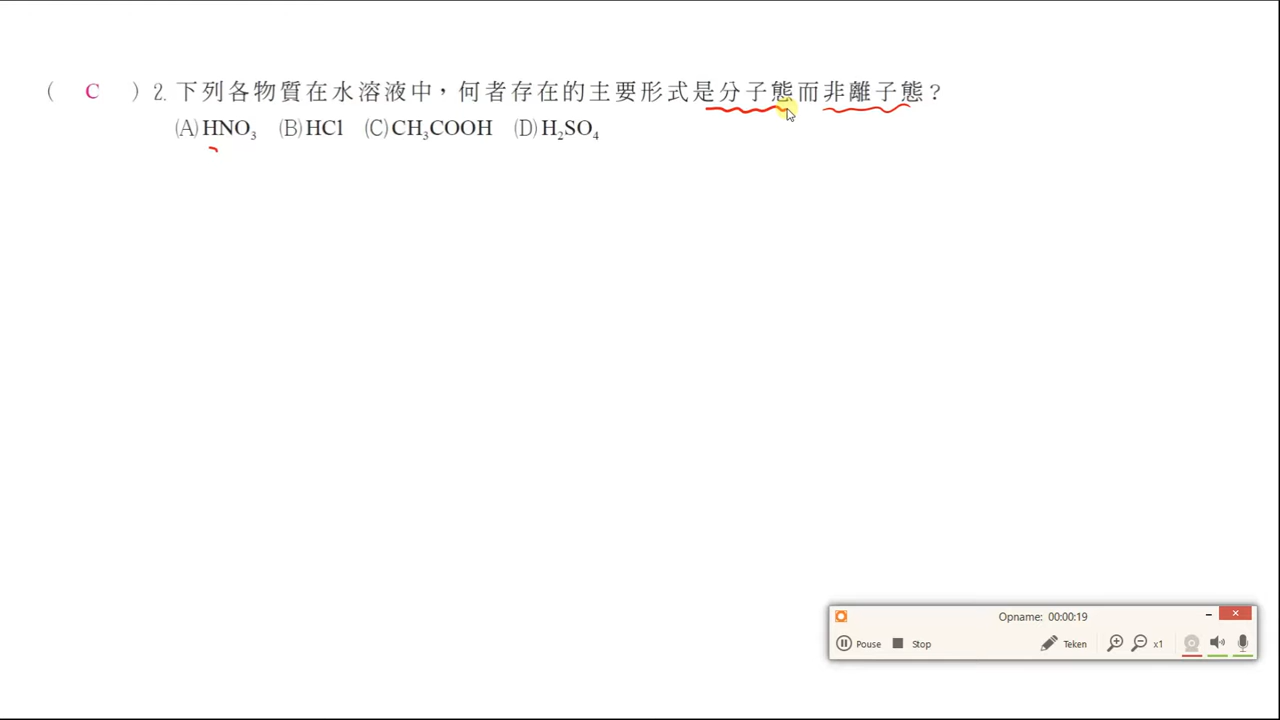 ( C ) 2. 下列各物質在水溶液中，何者存在的主要形式是分子態而非離子態？
(A) HNO₃ (B) HCl (C) CH₃COOH (D) H₂SO₄
Opname: 00:00:19
Pause Stop Teken x1